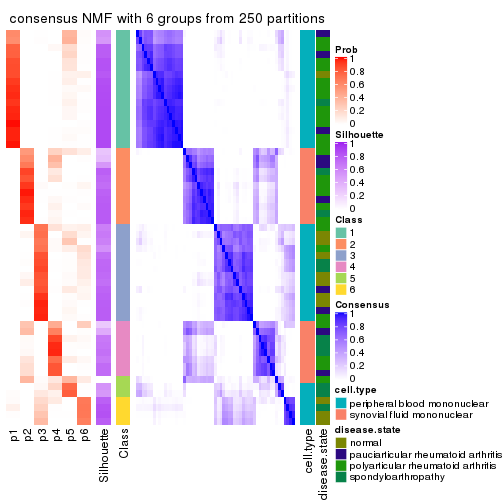 consensus NMF with 6 groups from 250 partitions
p1
p2
p3
p4
p5
p6
Silhouette
Class
cell.type
disease.state
Prob
1
0.8
0.6
0.4
0.2
0
Silhouette
1
0.8
0.6
0.4
0.2
0
Class
1
2
3
4
5
6
Consensus
1
0.8
0.6
0.4
0.2
0
cell.type
peripheral blood mononuclear
synovial fluid mononuclear
disease.state
normal
pauciarticular rheumatoid arthritis
polyarticular rheumatoid arthritis
spondyloarthropathy